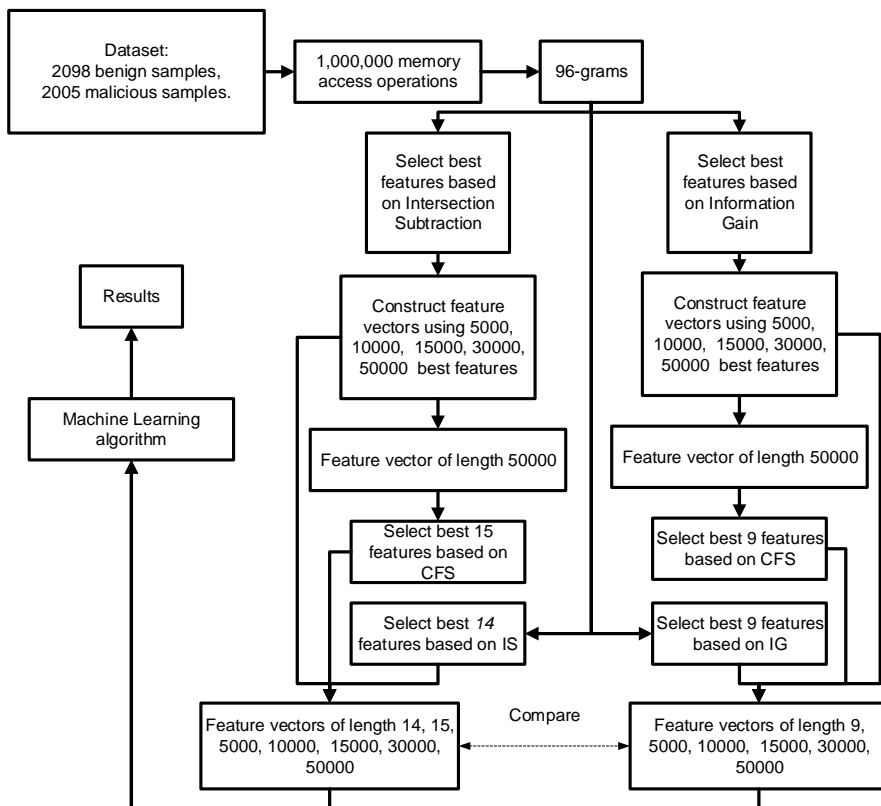 Dataset:
2098 benign samples,
2005 malicious samples.
1,000,000 memory
access operations
96-grams
Select best
features based
on Intersection
Subtraction
Select best
features based
on Information
Gain
Results
Construct feature
vectors using 5000,
10000, 15000, 30000,
50000 best features
Construct feature
vectors using 5000,
10000, 15000, 30000,
50000 best features
Machine Learning
algorithm
Feature vector of length 50000
Feature vector of length 50000
Select best 15
features based on
CFS
Select best 9 features
based on CFS
Select best 14
features based on IS
Select best 9 features
based on IG
Feature vectors of length 14, 15,
5000, 10000, 15000, 30000,
50000
Compare
Feature vectors of length 9,
5000, 10000, 15000, 30000,
50000